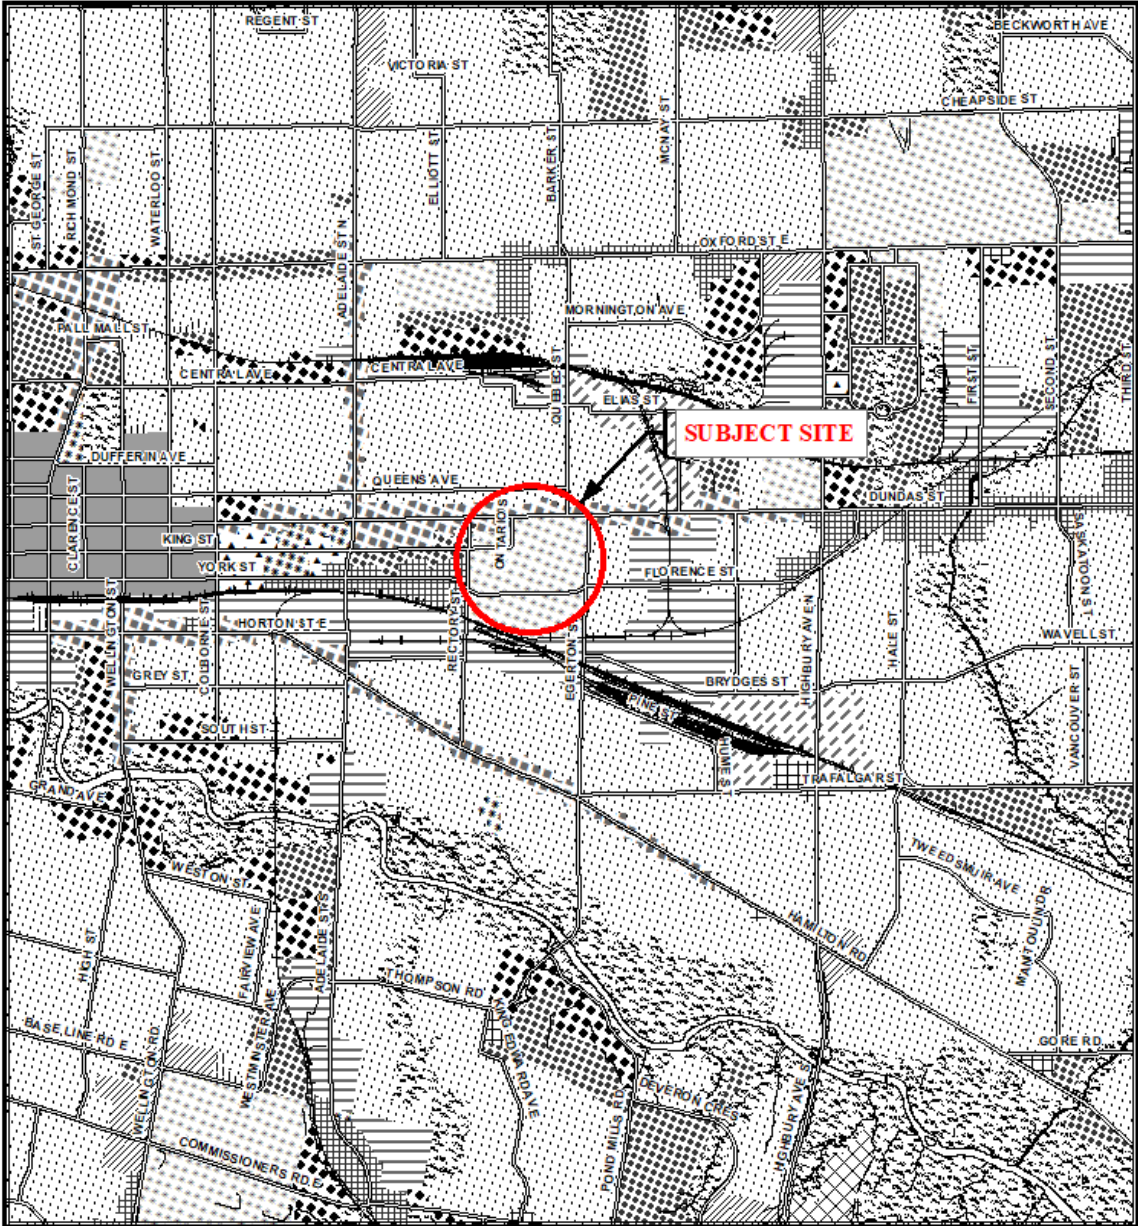 REGENT ST
BECKWORTH AVE
VICTORIA ST
CHEAPSIDE ST
MCNAY ST
ELLIOTT ST
BARKER ST
ST GEORGE ST
RICHMOND ST
WATERLOO ST
ADELAIDE ST N
OXFORD ST E
MORNINGTON AVE
PALL MALL ST
CENTRAL AVE
CENTRAL AVE
QUEBEC ST
ELIAS ST
FIRST ST
SECOND ST
THIRD ST
SUBJECT SITE
DUFFERIN AVE
QUEENS AVE
DUNDAS ST
CLARENCE ST
ONTARIO S
KING ST
YORK ST
FLORENCE ST
SASKATOON ST
WELLINGTON ST
COLBORNE ST
HORTON ST E
RECTORY ST
EGERTON S
HIGHBURY AVE N
HALE ST
WAVELL ST
GREY ST
BRYDGES ST
VANCOUVER ST
SOUTH ST
PINE ST
HUME ST
TRAFALGAR ST
GRAND AVE
WESTON ST
TWEEDSMUIR AVE
HIGH ST
FAIRVIEW AVE
ADELAIDE ST S
HAMILTON RD
THOMPSON RD
KING EDWARD AVE
BASE LINE RD E
WELLINGTON RD
WESTMINSTER AVE
GORE RD
DEVERON CRES
POND MILLS RD
HIGHBURY AVE S
COMMISSIONERS RD E